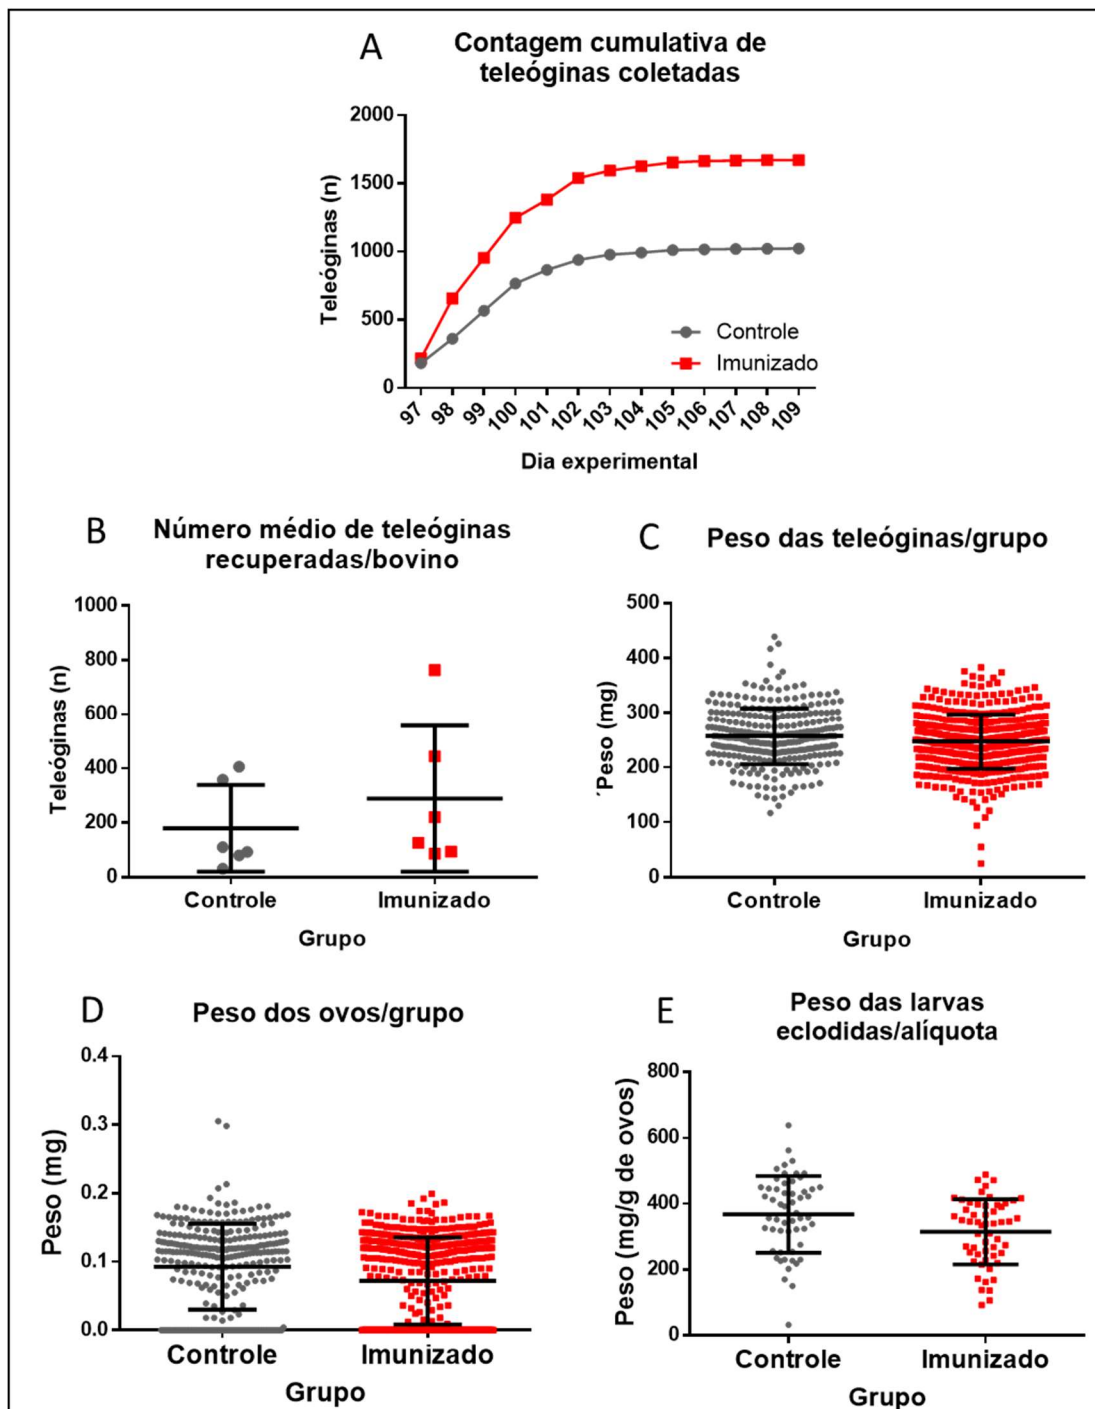 A
Contagem cumulativa de
teleóginas coletadas
Teleóginas (n)
2000
1500
1000
500
0
Controle
Imunizado
97
98
99
100
101
102
103
104
105
106
107
108
109
Dia experimental
B
Número médio de teleóginas
recuperadas/bovino
Teleóginas (n)
1000
800
600
400
200
0
Controle
Imunizado
Grupo
C
Peso das teleóginas/grupo
´Peso (mg)
500
400
300
200
100
0
Controle
Imunizado
Grupo
D
Peso dos ovos/grupo
Peso (mg)
0.4
0.3
0.2
0.1
0.0
Controle
Imunizado
Grupo
E
Peso das larvas
eclodidas/alíquota
Peso (mg/g de ovos)
800
600
400
200
0
Controle
Imunizado
Grupo